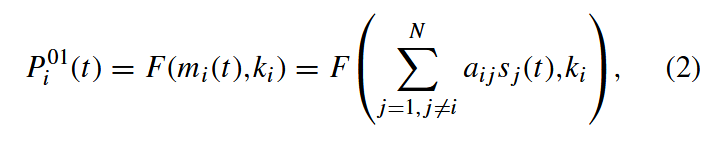 P_i^{01}(t) = F(m_i(t),k_i) = F\left( \sum_{j=1,j\neq i}^{N} a_{ij}s_j(t),k_i \right), (2)